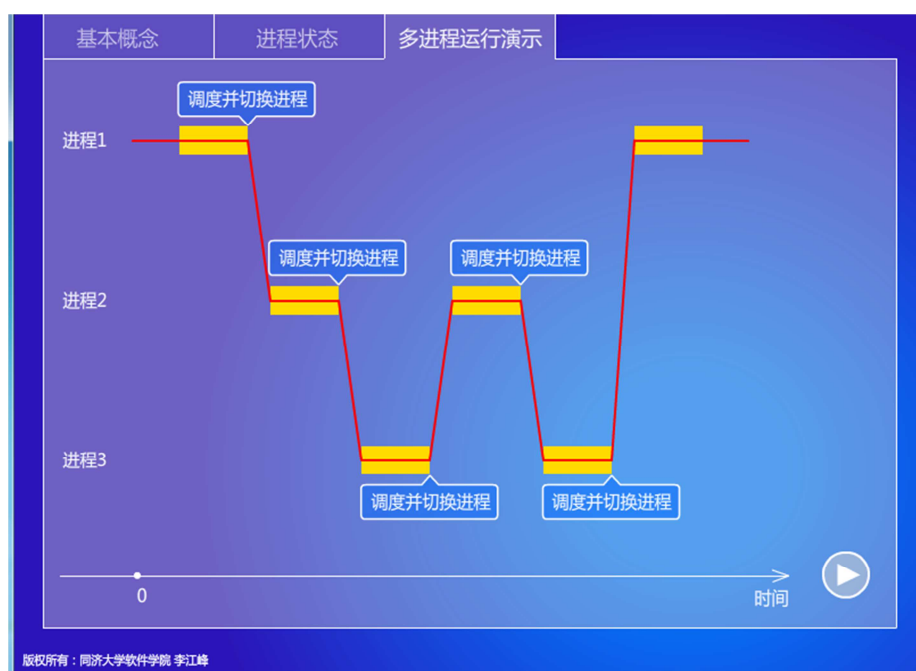 基本概念
进程状态
多进程运行演示
调度并切换进程
进程1
调度并切换进程
调度并切换进程
进程2
进程3
调度并切换进程
调度并切换进程
0
时间
版权所有：同济大学软件学院 李江峰